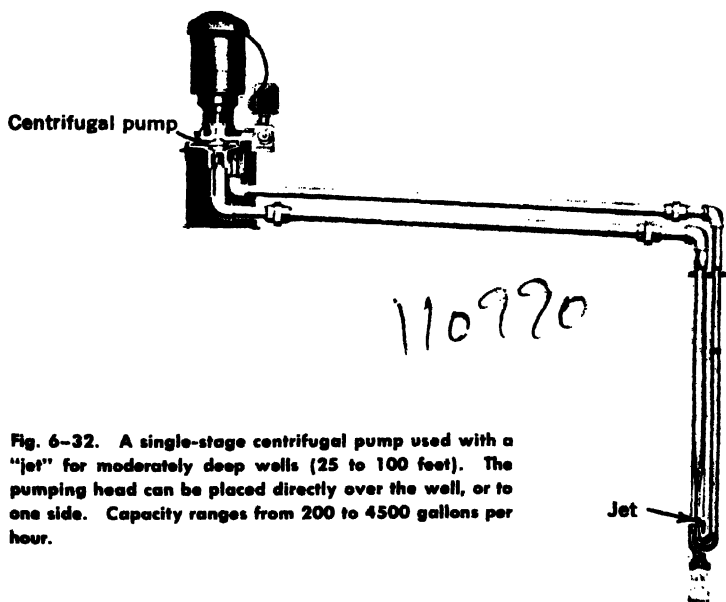 Centrifugal pump
110990
Fig. 6–32. A single-stage centrifugal pump used with a
"jet" for moderately deep wells (25 to 100 feet). The
pumping head can be placed directly over the well, or to
one side. Capacity ranges from 200 to 4500 gallons per
hour.
Jet